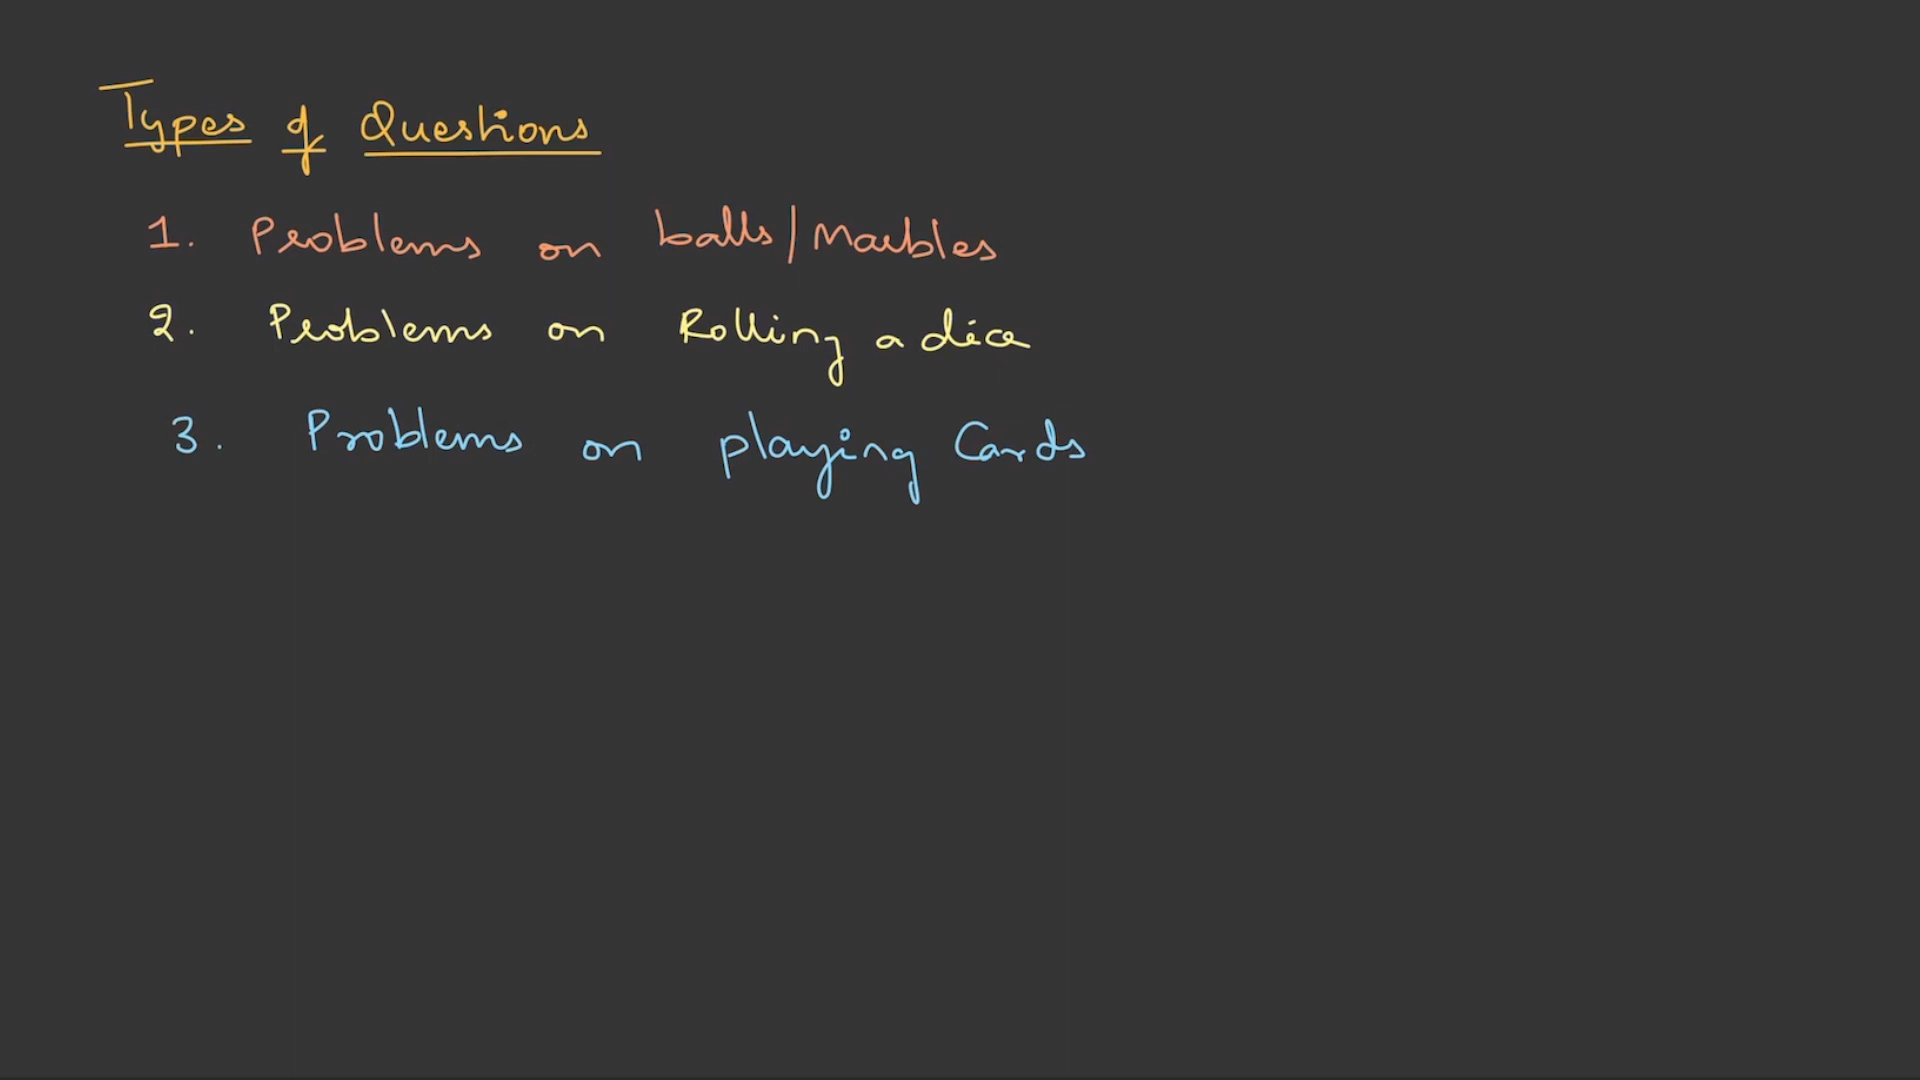 Types of Questions
1. Problems on balls/Marbles
2. Problems on Rolling a dice
3. Problems on playing Cards